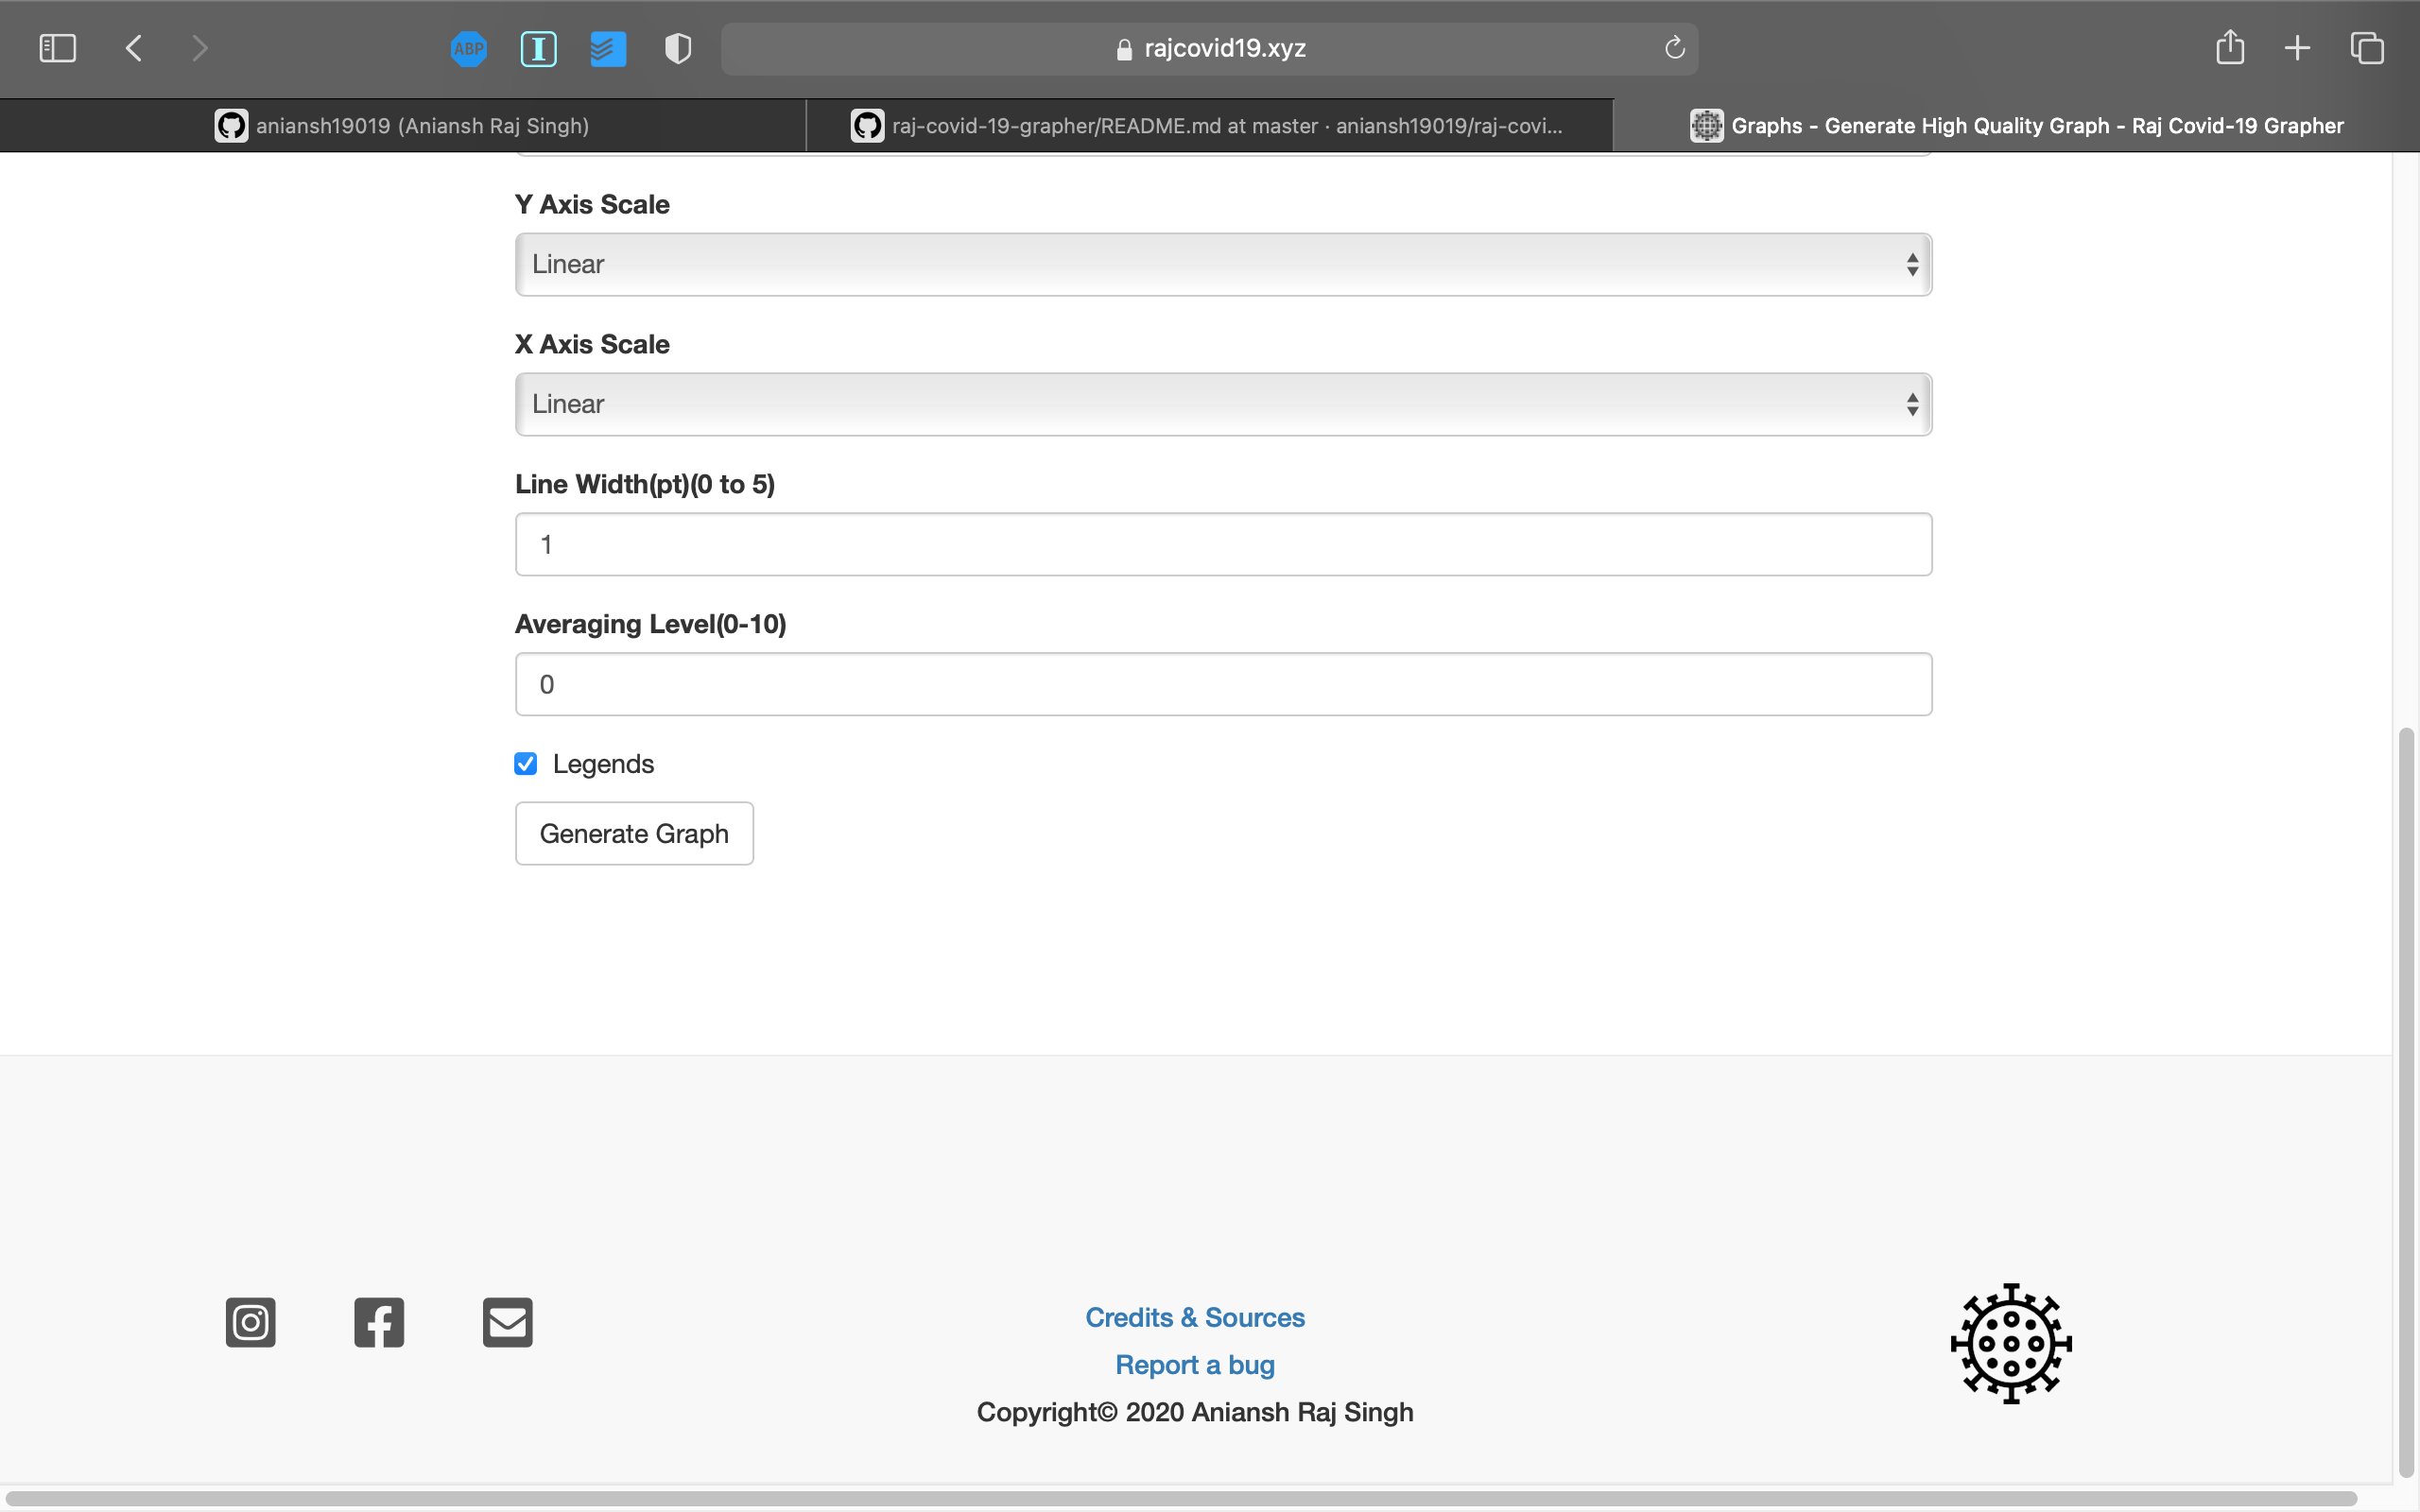 ABP
I
rajcovid19.xyz
aniansh19019 (Aniansh Raj Singh)
raj-covid-19-grapher/README.md at master · aniansh19019/raj-covi...
Graphs - Generate High Quality Graph - Raj Covid-19 Grapher
Y Axis Scale
Linear
X Axis Scale
Linear
Line Width(pt)(0 to 5)
1
Averaging Level(0-10)
0
Legends
Generate Graph
Credits & Sources
Report a bug
Copyright© 2020 Aniansh Raj Singh